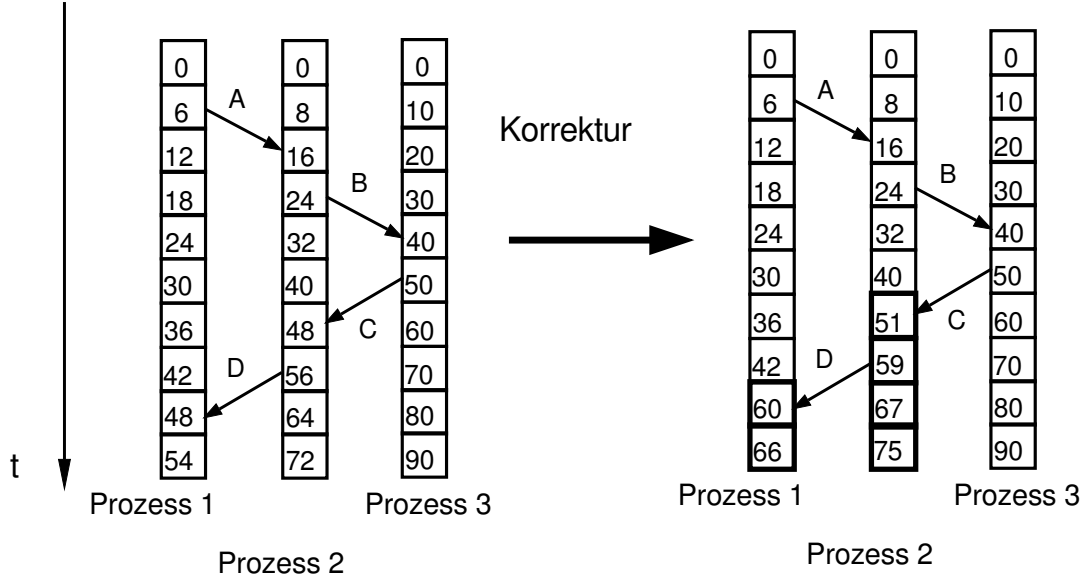 0 0 0
6 A 8 10
12 16 20
18 24 B 30
24 32 40
30 40 50
36 48 C 60
42 D 56 70
48 64 80
54 72 90
t
Prozess 1 Prozess 3
Prozess 2
Korrektur
0 0 0
6 A 8 10
12 16 20
18 24 B 30
24 32 40
30 40 50
36 51 C 60
42 D 59 70
60 67 80
66 75 90
Prozess 1 Prozess 3
Prozess 2